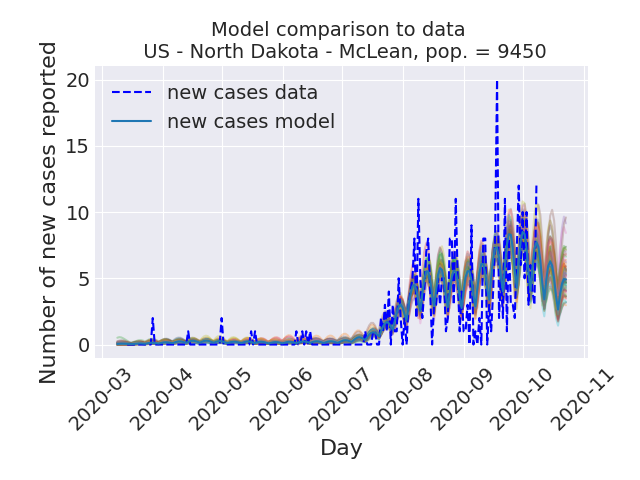 Model comparison to data
US - North Dakota - McLean, pop. = 9450
Number of new cases reported
20
15
10
5
0
new cases data
new cases model
2020-03
2020-04
2020-05
2020-06
2020-07
2020-08
2020-09
2020-10
2020-11
Day